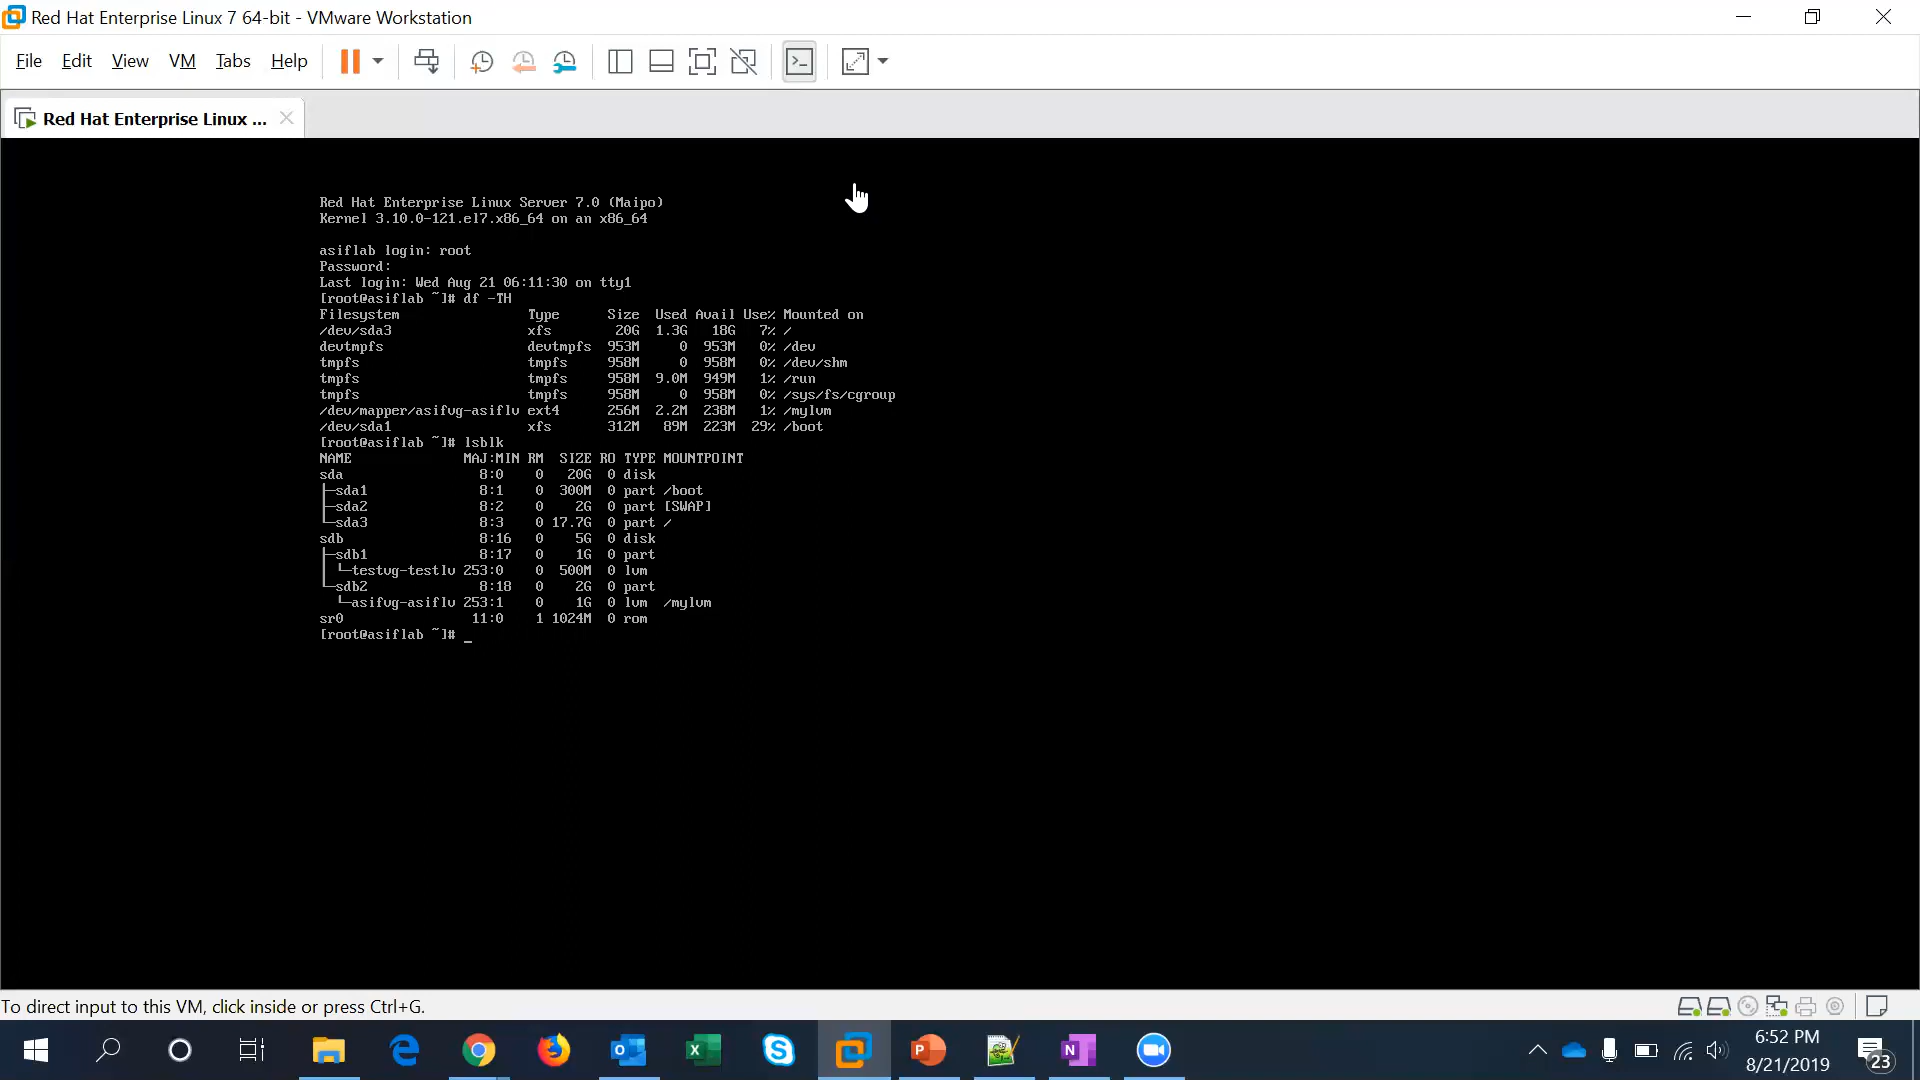 Red Hat Enterprise Linux 7 64-bit - VMware Workstation
File Edit View VM Tabs Help
Red Hat Enterprise Linux ...
Red Hat Enterprise Linux Server 7.0 (Maipo)
Kernel 3.10.0-121.el7.x86_64 on an x86_64
asiflab login: root
Password:
Last login: Wed Aug 21 06:11:30 on tty1
[root@asiflab ~]# df -TH
Filesystem Type Size Used Avail Use% Mounted on
/dev/sda3 xfs 20G 1.3G 18G 7% /
devtmpfs devtmpfs 953M 0 953M 0% /dev
tmpfs tmpfs 958M 0 958M 0% /dev/shm
tmpfs tmpfs 958M 9.0M 949M 1% /run
tmpfs tmpfs 958M 0 958M 0% /sys/fs/cgroup
/dev/mapper/asifvg-asiflv ext4 256M 2.2M 238M 1% /mylvm
/dev/sda1 xfs 312M 89M 223M 29% /boot
[root@asiflab ~]# lsblk
NAME MAJ:MIN RM SIZE RO TYPE MOUNTPOINT
sda 8:0 0 20G 0 disk
├─sda1 8:1 0 300M 0 part /boot
├─sda2 8:2 0 2G 0 part [SWAP]
└─sda3 8:3 0 17.7G 0 part /
sdb 8:16 0 5G 0 disk
├─sdb1 8:17 0 1G 0 part
│ └─testvg-testlv 253:0 0 500M 0 lvm
└─sdb2 8:18 0 2G 0 part
└─asifvg-asiflv 253:1 0 1G 0 lvm /mylvm
sr0 11:0 1 1024M 0 rom
[root@asiflab ~]# _
To direct input to this VM, click inside or press Ctrl+G.
6:52 PM
8/21/2019
23